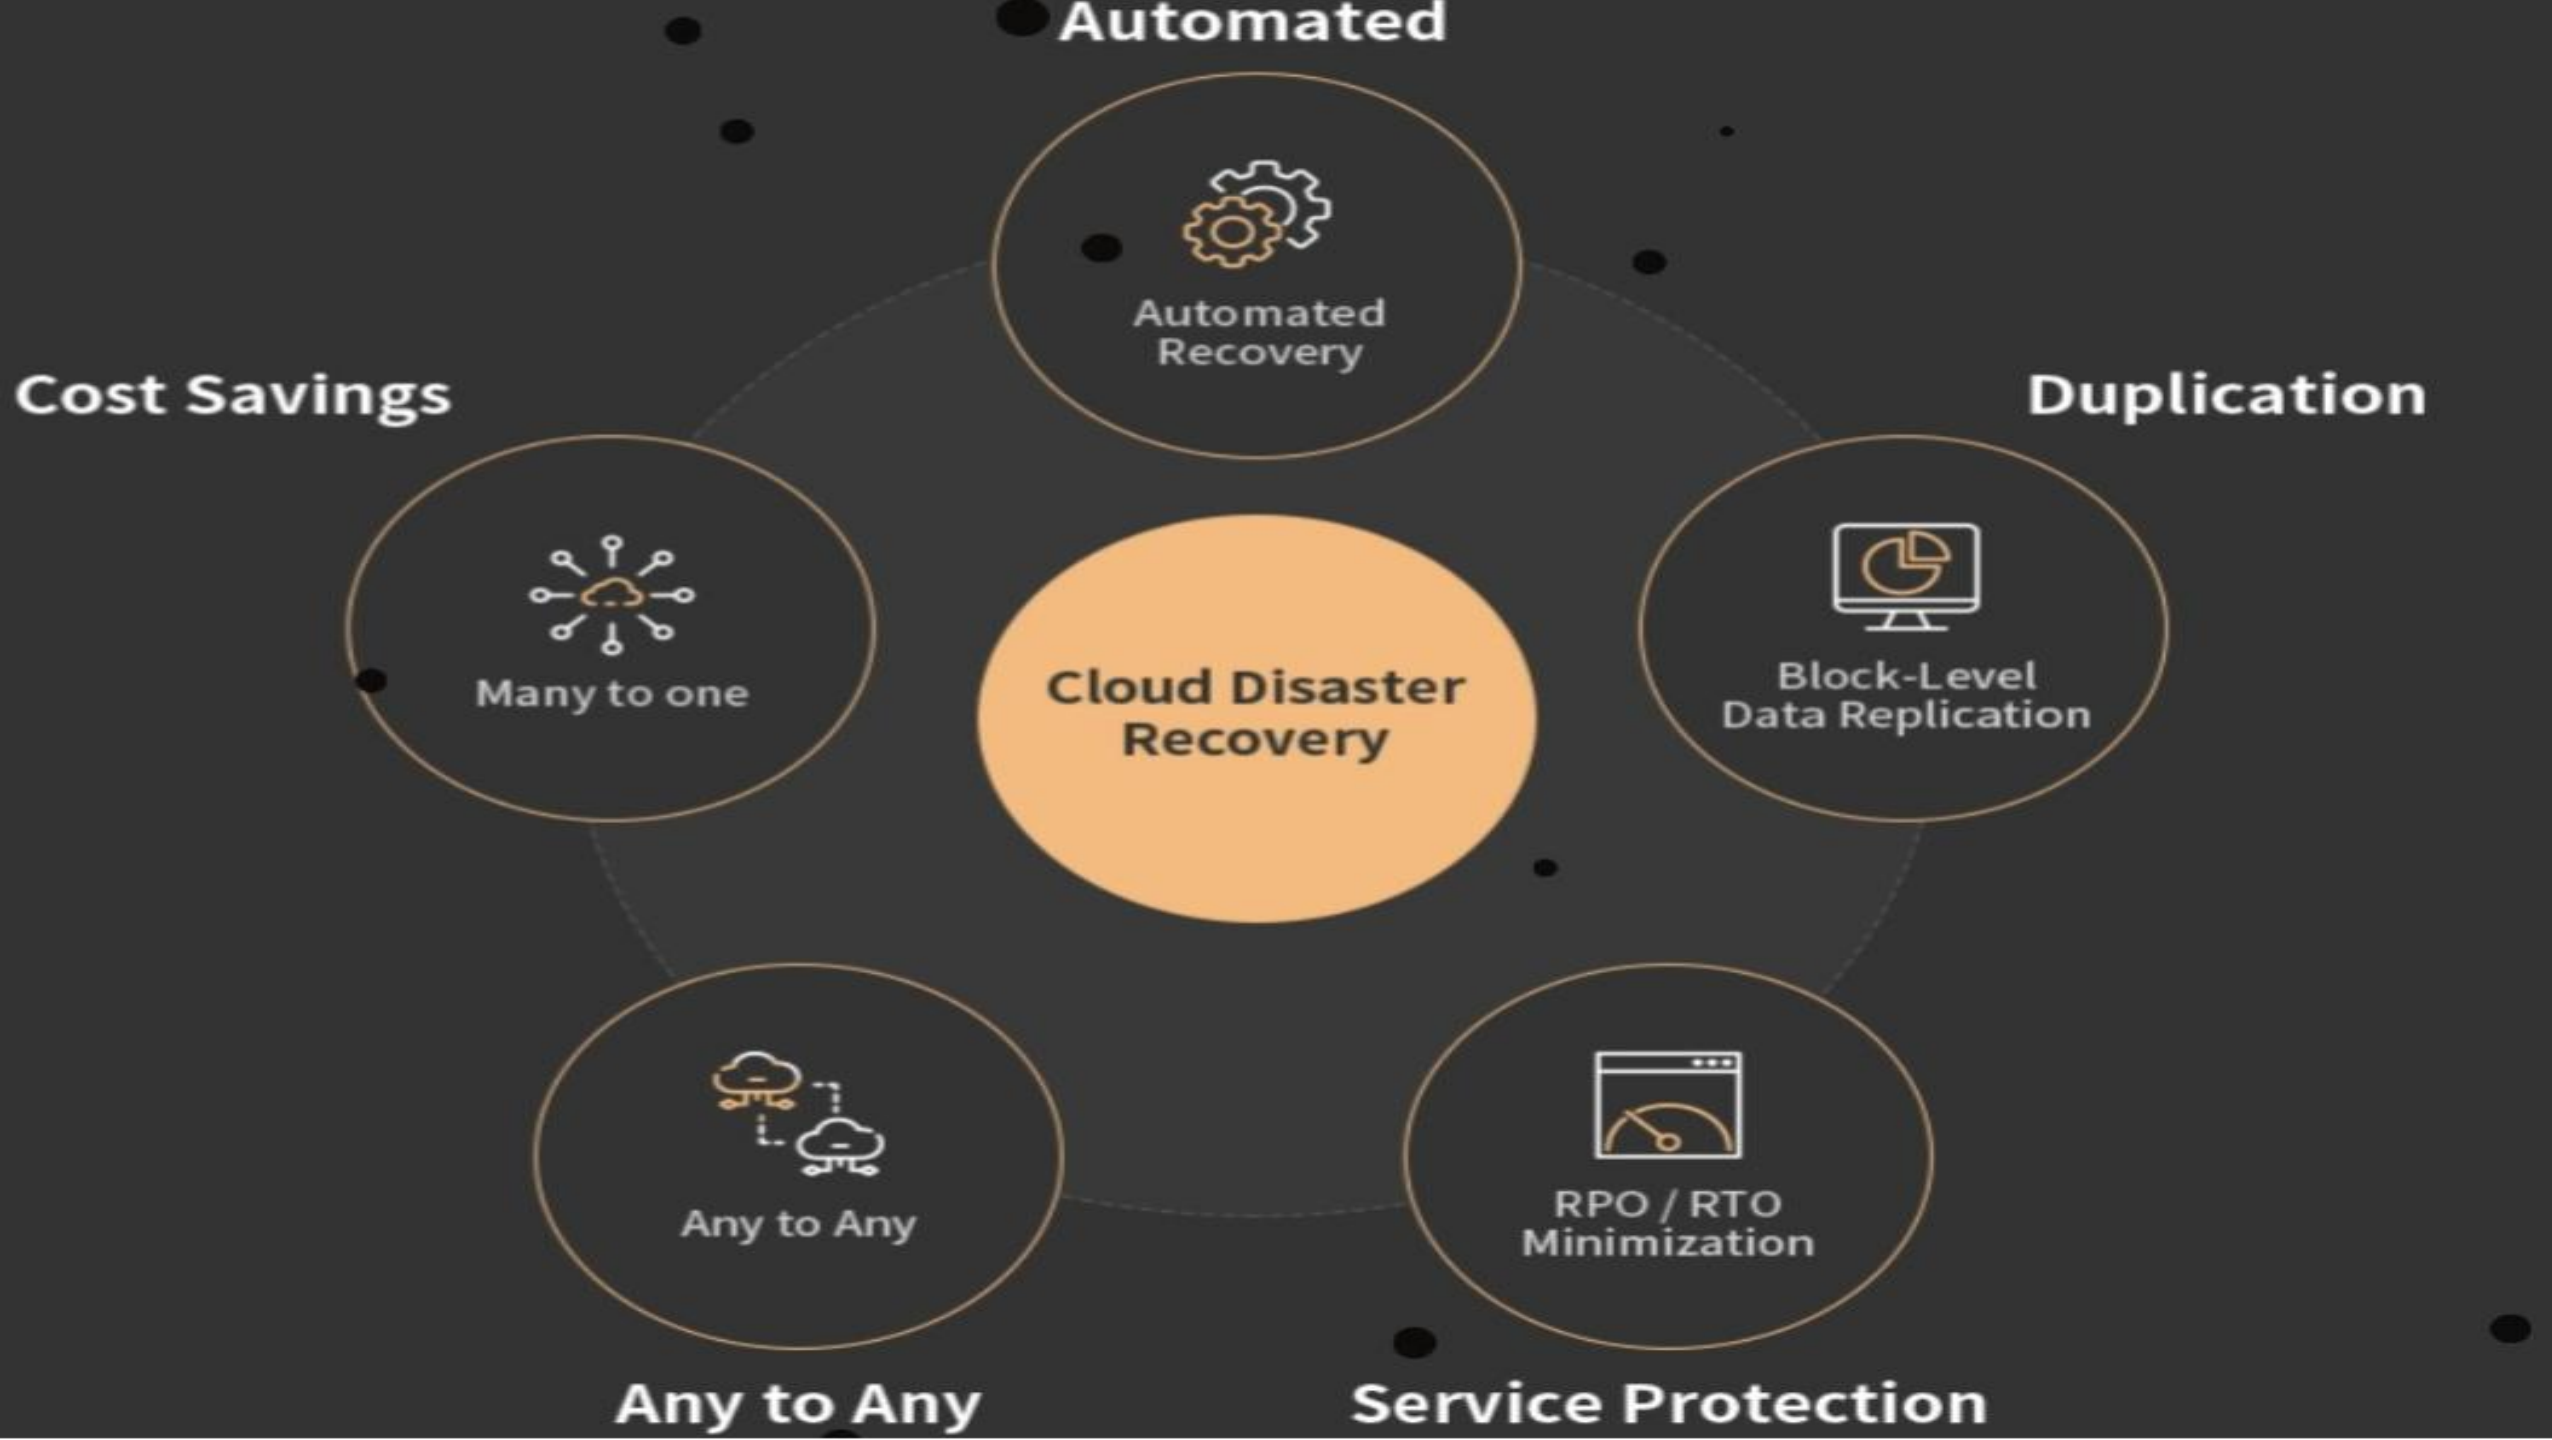 Automated
Automated
Recovery
Cost Savings
Many to one
Duplication
Block-Level
Data Replication
Cloud Disaster
Recovery
Any to Any
Any to Any
RPO / RTO
Minimization
Service Protection